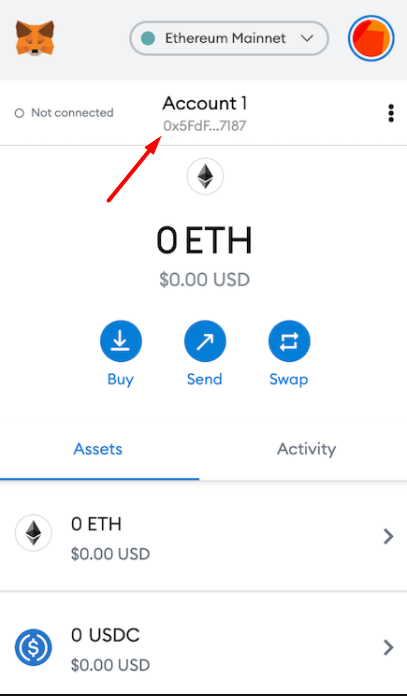 Ethereum Mainnet
Not connected
Account 1
0x5FdF...7187
0 ETH
$0.00 USD
Buy
Send
Swap
Assets
Activity
0 ETH
$0.00 USD
0 USDC
$0.00 USD